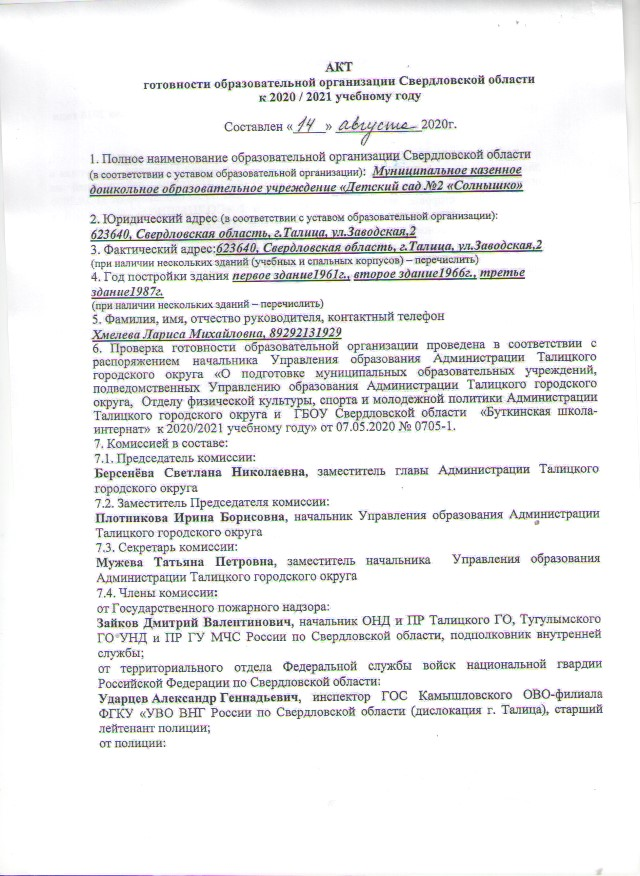 АКТ
готовности образовательной организации Свердловской области
к 2020 / 2021 учебному году
Составлен « 14 » августа 2020г.
1. Полное наименование образовательной организации Свердловской области
(в соответствии с уставом образовательной организации): Муниципальное казенное
дошкольное образовательное учреждение «Детский сад №2 «Солнышко»
2. Юридический адрес (в соответствии с уставом образовательной организации):
623640, Свердловская область, г.Талица, ул.Заводская,2
3. Фактический адрес:623640, Свердловская область, г.Талица, ул.Заводская,2
(при наличии нескольких зданий (учебных и спальных корпусов) – перечислить)
4. Год постройки здания первое здание1961г., второе здание1966г., третье
здание1987г.
(при наличии нескольких зданий – перечислить)
5. Фамилия, имя, отчество руководителя, контактный телефон
Хмелева Лариса Михайловна, 89292131929
6. Проверка готовности образовательной организации проведена в соответствии с
распоряжением начальника Управления образования Администрации Талицкого
городского округа «О подготовке муниципальных образовательных учреждений,
подведомственных Управлению образования Администрации Талицкого городского
округа, Отделу физической культуры, спорта и молодежной политики Администрации
Талицкого городского округа и ГБОУ Свердловской области «Буткинская школа-
интернат» к 2020/2021 учебному году» от 07.05.2020 № 0705-1.
7. Комиссией в составе:
7.1. Председатель комиссии:
Берсенёва Светлана Николаевна, заместитель главы Администрации Талицкого
городского округа
7.2. Заместитель Председателя комиссии:
Плотникова Ирина Борисовна, начальник Управления образования Администрации
Талицкого городского округа
7.3. Секретарь комиссии:
Мужева Татьяна Петровна, заместитель начальника Управления образования
Администрации Талицкого городского округа
7.4. Члены комиссии:
от Государственного пожарного надзора:
Зайков Дмитрий Валентинович, начальник ОНД и ПР Талицкого ГО, Тугулымского
ГО УНД и ПР ГУ МЧС России по Свердловской области, подполковник внутренней
службы;
от территориального отдела Федеральной службы войск национальной гвардии
Российской Федерации по Свердловской области:
Ударцев Александр Геннадьевич, инспектор ГОС Камышловского ОВО-филиала
ФГКУ «УВО ВНГ России по Свердловской области (дислокация г. Талица), старший
лейтенант полиции;
от полиции: